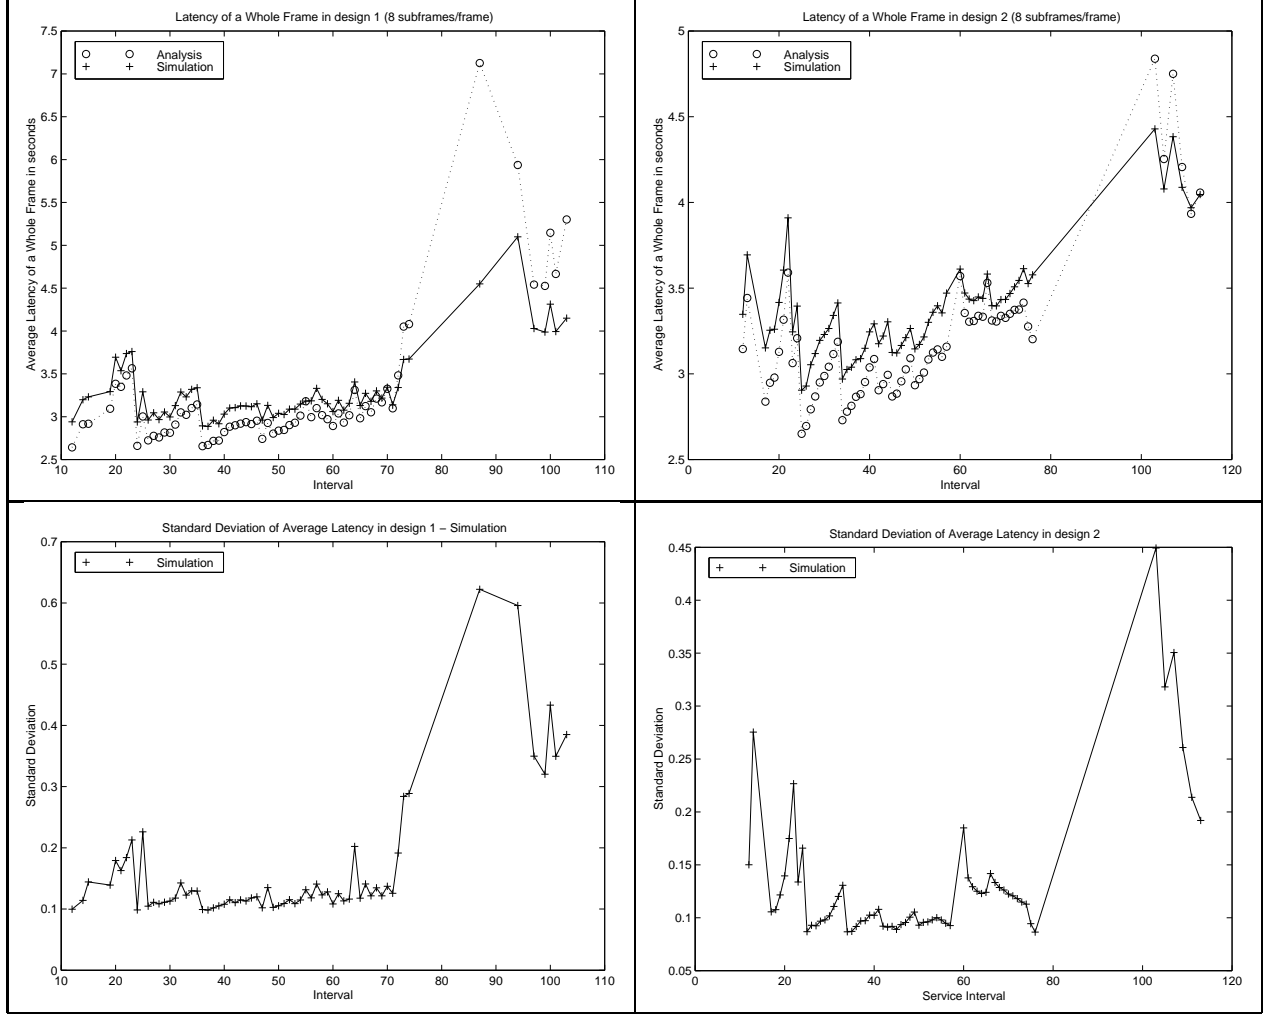 Latency of a Whole Frame in design 1 (8 subframes/frame)
7.5
7
6.5
6
5.5
5
4.5
4
3.5
3
2.5
10 20 30 40 50 60 70 80 90 100 110
Interval
Average Latency of a Whole Frame in seconds
Analysis
Simulation
Latency of a Whole Frame in design 2 (8 subframes/frame)
5
4.5
4
3.5
3
2.5
0 20 40 60 80 100 120
Interval
Average Latency of a Whole Frame in seconds
Analysis
Simulation
Standard Deviation of Average Latency in design 1 − Simulation
0.7
0.6
0.5
0.4
0.3
0.2
0.1
0
10 20 30 40 50 60 70 80 90 100 110
Interval
Standard Deviation
Simulation
Standard Deviation of Average Latency in design 2
0.45
0.4
0.35
0.3
0.25
0.2
0.15
0.1
0.05
0 20 40 60 80 100 120
Service Interval
Standard Deviation
Simulation